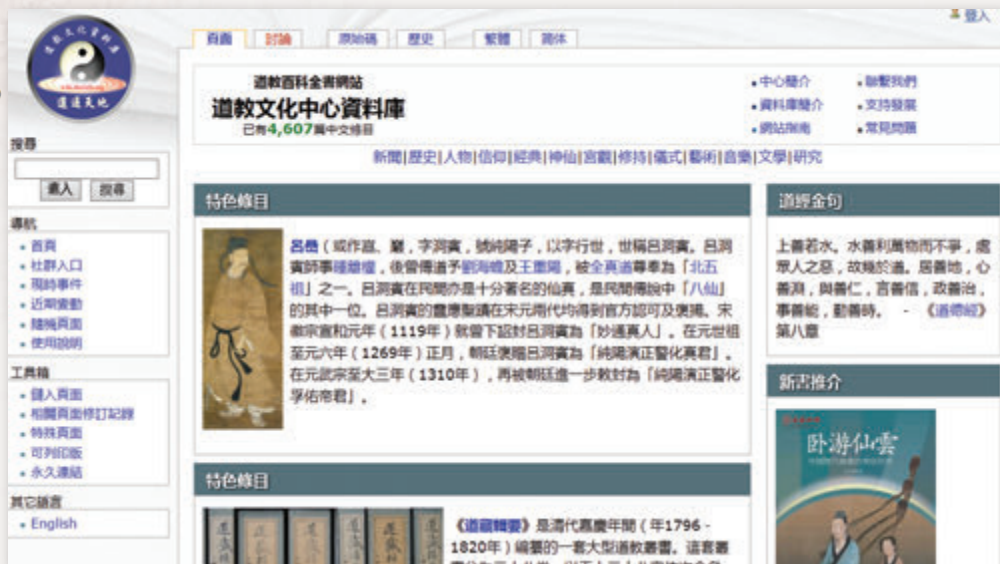 登入
道教文化資料庫
道通天地
頁面
討論
原始碼
歷史
繁體
简体
道教百科全書網站
道教文化中心資料庫
已有4,607篇中文條目
中心簡介
聯繫我們
資料庫簡介
支持發展
網站指南
常見問題
新聞|歷史|人物|信仰|經典|神仙|宮觀|修持|儀式|藝術|音樂|文學|研究
搜尋
進入
搜尋
導航
首頁
社群入口
現時事件
近期變動
隨機頁面
使用說明
工具箱
鏈入頁面
相關頁面修訂記錄
特殊頁面
可列印版
永久連結
其它語言
English
特色條目
呂嵒（或作嵓、巖，字洞賓，號純陽子，以字行世，世稱呂洞賓。呂洞
賓師事鍾離權，後曾傳道予劉海蟾及王重陽，被全真道尊奉為「北五
祖」之一。呂洞賓在民間亦是十分著名的仙真，是民間傳說中「八仙」
的其中一位。呂洞賓的靈應聖蹟在宋元兩代均得到官方認可及褒揚。宋
徽宗宣和元年（1119年）就曾下詔封呂洞賓為「妙通真人」。在元世祖
至元六年（1269年）正月，朝廷褒贈呂洞賓為「純陽演正警化真君」。
在元武宗至大三年（1310年），再被朝廷進一步敕封為「純陽演正警化
孚佑帝君」。
道經金句
上善若水。水善利萬物而不爭，處
眾人之惡，故幾於道。居善地，心
善淵，與善仁，言善信，政善治，
事善能，動善時。 - 《道德經》
第八章
新書推介
卧游仙雲
特色條目
《道藏輯要》是清代嘉慶年間（年1796 -
1820年）編纂的一套大型道教叢書。這套叢